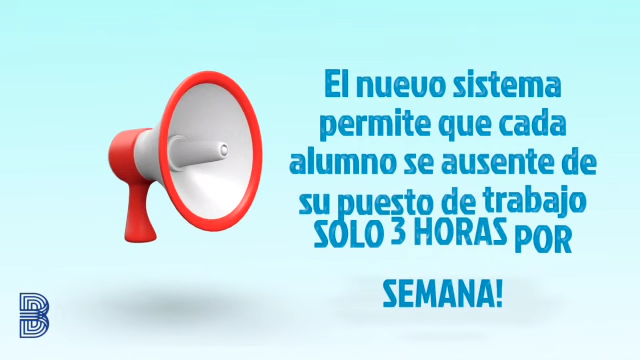 El nuevo sistema
permite que cada
alumno se ausente de
su puesto de trabajo
SOLO 3 HORAS POR
SEMANA!
B